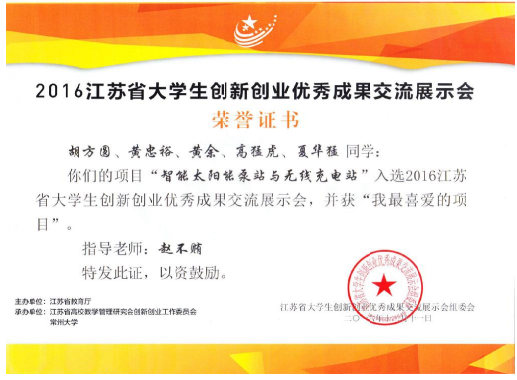 2016江苏省大学生创新创业优秀成果交流展示会
荣誉证书
胡方圆、黄忠裕、黄余、高猛虎、夏华猛 同学：
你们的项目“智能太阳能泵站与无线充电站”入选2016江苏
省大学生创新创业优秀成果交流展示会，并获“我最喜爱的项
目”。
指导老师：赵不贿
特发此证，以资鼓励。
主办单位：江苏省教育厅
承办单位：江苏省高校教学管理研究会创新创业工作委员会
常州大学
江苏省大学生创新创业优秀成果交流展示会组委会
二〇一六年十一日